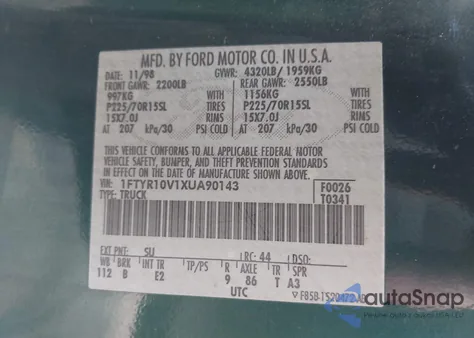 MFD. BY FORD MOTOR CO. IN U.S.A.
DATE: 11/98 GVWR: 4320LB/ 1959KG
FRONT GAWR: 2200LB REAR GAWR: 2550LB
997KG 1156KG
P225/70R15SL TIRES P225/70R15SL TIRES
15X7.0J RIMS 15X7.0J RIMS
AT 207 kPa/30 PSI COLD AT 207 kPa/30 PSI COLD
THIS VEHICLE CONFORMS TO ALL APPLICABLE FEDERAL MOTOR
VEHICLE SAFETY, BUMPER, AND THEFT PREVENTION STANDARDS
IN EFFECT ON THE DATE OF MANUFACTURE SHOWN ABOVE.
VIN: 1FTYR10V1XUA90143 F0026
TYPE: TRUCK T0341
EXT PNT: SU RC: 44 DSO:
WB BRK INT TR TP/PS R AXLE TR SPR
112 B E2 9 86 T A3
UTC
autoSnap